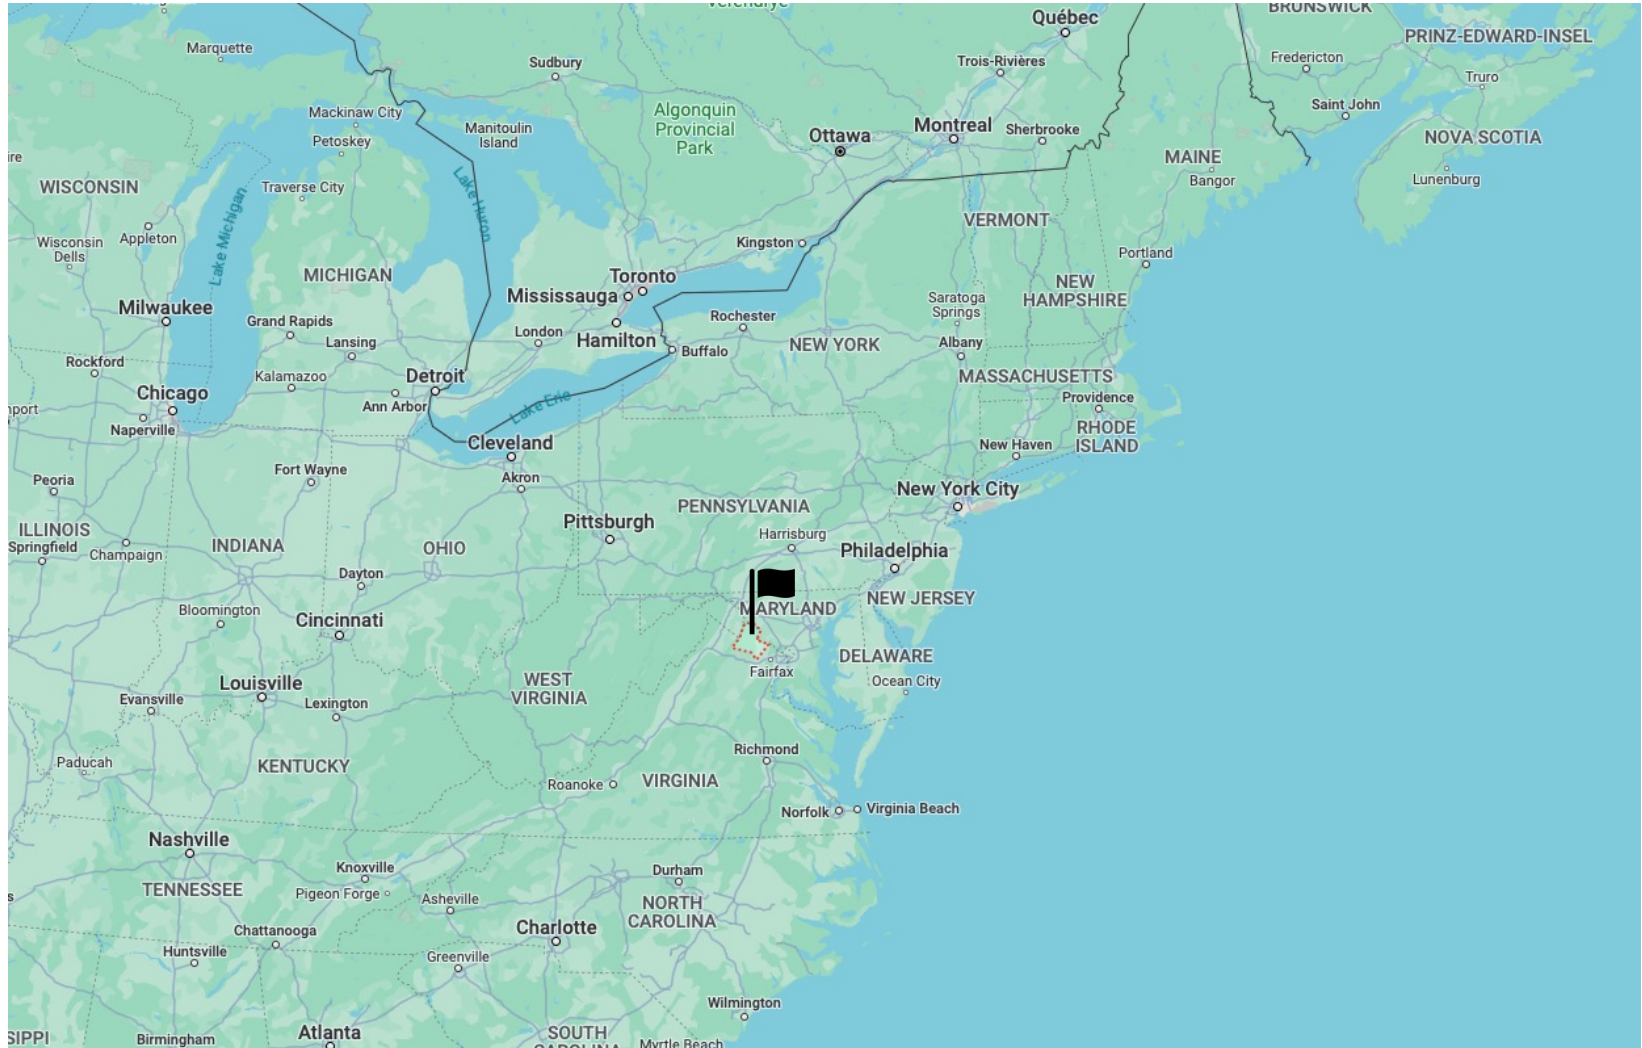 BRUNSWICK
Québec
PRINZ-EDWARD-INSEL
Marquette
Sudbury
Trois-Rivières
Fredericton
Truro
Mackinaw City
Algonquin
Provincial
Park
Saint John
Petoskey
Manitoulin
Island
Ottawa
Montreal
Sherbrooke
NOVA SCOTIA
MAINE
Bangor
Lunenburg
WISCONSIN
Traverse City
Lake Michigan
Lake Huron
VERMONT
Wisconsin
Dells
Appleton
Kingston
Portland
MICHIGAN
Toronto
Mississauga
NEW
HAMPSHIRE
Milwaukee
Saratoga
Springs
Grand Rapids
London
Hamilton
Rochester
Lansing
Buffalo
NEW YORK
Albany
Rockford
Kalamazoo
Detroit
MASSACHUSETTS
Chicago
Ann Arbor
Lake Erie
Providence
nport
Naperville
RHODE
ISLAND
Cleveland
New Haven
Fort Wayne
Akron
Peoria
New York City
PENNSYLVANIA
ILLINOIS
Pittsburgh
Harrisburg
Springfield
Champaign
INDIANA
OHIO
Philadelphia
Dayton
NEW JERSEY
Bloomington
Cincinnati
MARYLAND
DELAWARE
Fairfax
Louisville
WEST
VIRGINIA
Ocean City
Evansville
Lexington
Richmond
Paducah
KENTUCKY
Roanoke
VIRGINIA
Norfolk
Virginia Beach
Nashville
Knoxville
Durham
TENNESSEE
Pigeon Forge
Asheville
NORTH
CAROLINA
Chattanooga
Charlotte
Huntsville
Greenville
Wilmington
Atlanta
SOUTH
CAROLINA
SIPPI
Birmingham
Myrtle Beach